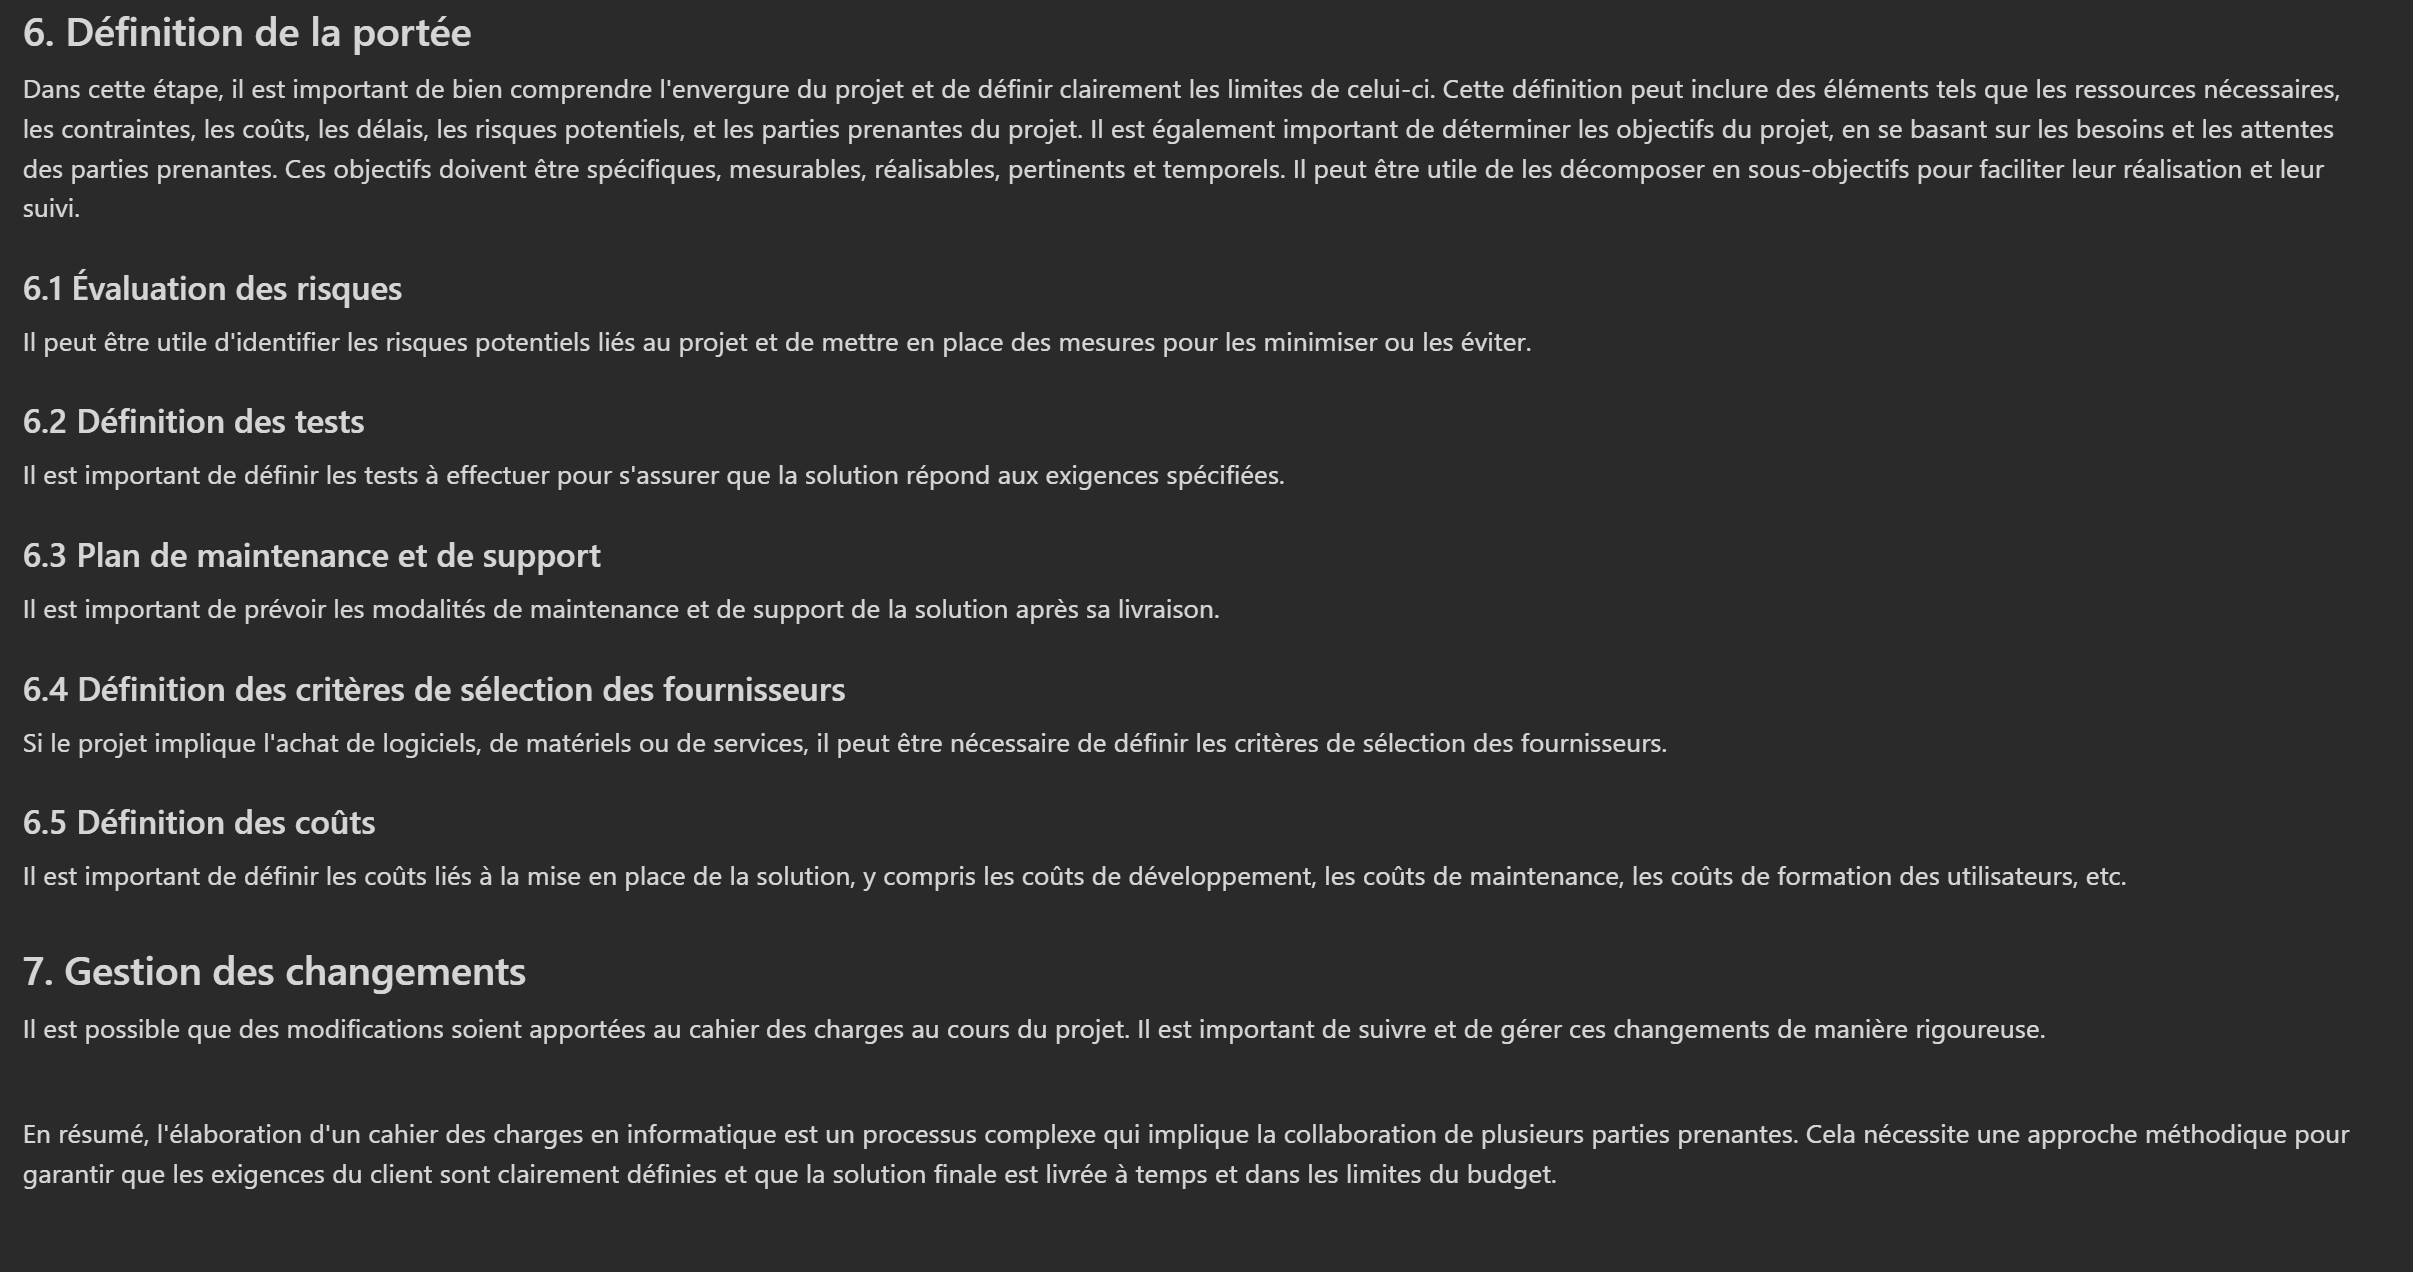 6. Définition de la portée
Dans cette étape, il est important de bien comprendre l'envergure du projet et de définir clairement les limites de celui-ci. Cette définition peut inclure des éléments tels que les ressources nécessaires,
les contraintes, les coûts, les délais, les risques potentiels, et les parties prenantes du projet. Il est également important de déterminer les objectifs du projet, en se basant sur les besoins et les attentes
des parties prenantes. Ces objectifs doivent être spécifiques, mesurables, réalisables, pertinents et temporels. Il peut être utile de les décomposer en sous-objectifs pour faciliter leur réalisation et leur
suivi.
6.1 Évaluation des risques
Il peut être utile d'identifier les risques potentiels liés au projet et de mettre en place des mesures pour les minimiser ou les éviter.
6.2 Définition des tests
Il est important de définir les tests à effectuer pour s'assurer que la solution répond aux exigences spécifiées.
6.3 Plan de maintenance et de support
Il est important de prévoir les modalités de maintenance et de support de la solution après sa livraison.
6.4 Définition des critères de sélection des fournisseurs
Si le projet implique l'achat de logiciels, de matériels ou de services, il peut être nécessaire de définir les critères de sélection des fournisseurs.
6.5 Définition des coûts
Il est important de définir les coûts liés à la mise en place de la solution, y compris les coûts de développement, les coûts de maintenance, les coûts de formation des utilisateurs, etc.
7. Gestion des changements
Il est possible que des modifications soient apportées au cahier des charges au cours du projet. Il est important de suivre et de gérer ces changements de manière rigoureuse.
En résumé, l'élaboration d'un cahier des charges en informatique est un processus complexe qui implique la collaboration de plusieurs parties prenantes. Cela nécessite une approche méthodique pour
garantir que les exigences du client sont clairement définies et que la solution finale est livrée à temps et dans les limites du budget.